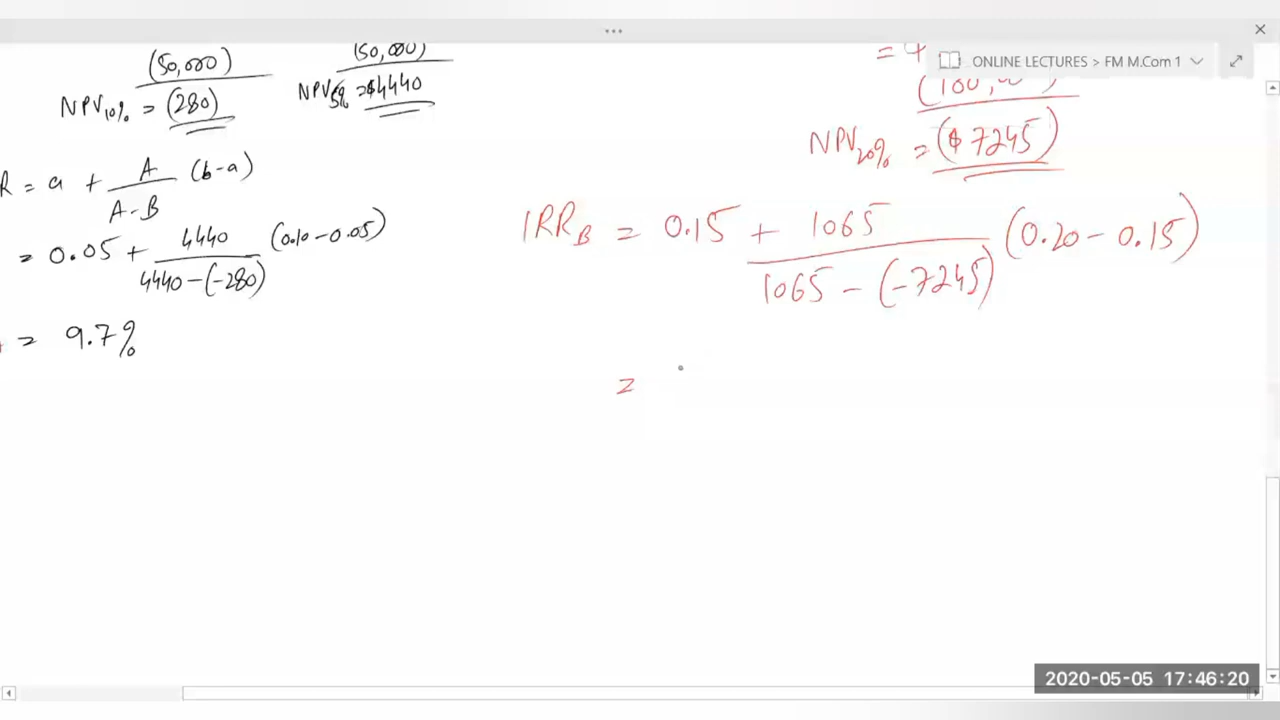 ONLINE LECTURES > FM M.Com 1
(50,000)
NPV10% = (280)
(50,000)
NPV5% = $4440
R = a + A / A-B (b-a)
= 0.05 + 4440 / 4440-(-280) (0.10-0.05)
= 9.7%
NPV20% = ($7245)
IRRB = 0.15 + 1065 / 1065-(-7245) (0.20-0.15)
=
2020-05-05 17:46:20